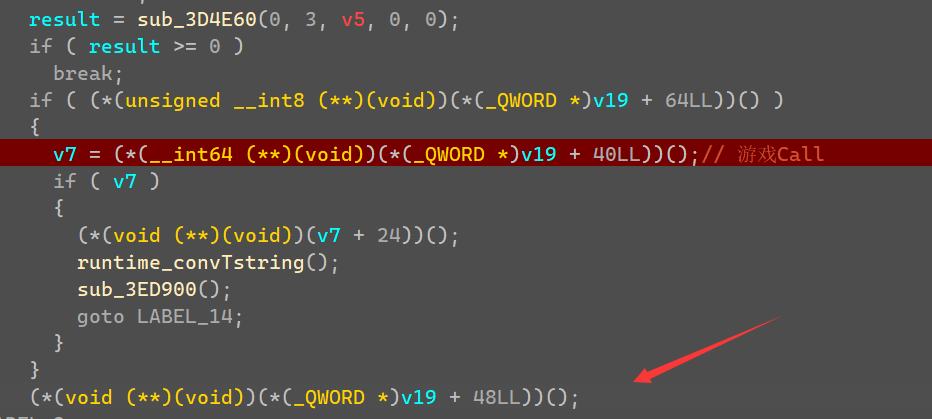 result = sub_3D4E60(0, 3, v5, 0, 0);
if ( result >= 0 )
break;
if ( (*(unsigned __int8 (**)(void))(*(_QWORD *)v19 + 64LL))() )
{
v7 = (*(__int64 (**)(void))(*(_QWORD *)v19 + 40LL))();// 游戏Call
if ( v7 )
{
(*(void (**)(void))(v7 + 24))();
runtime_convTstring();
sub_3ED900();
goto LABEL_14;
}
}
(*(void (**)(void))(*(_QWORD *)v19 + 48LL))();